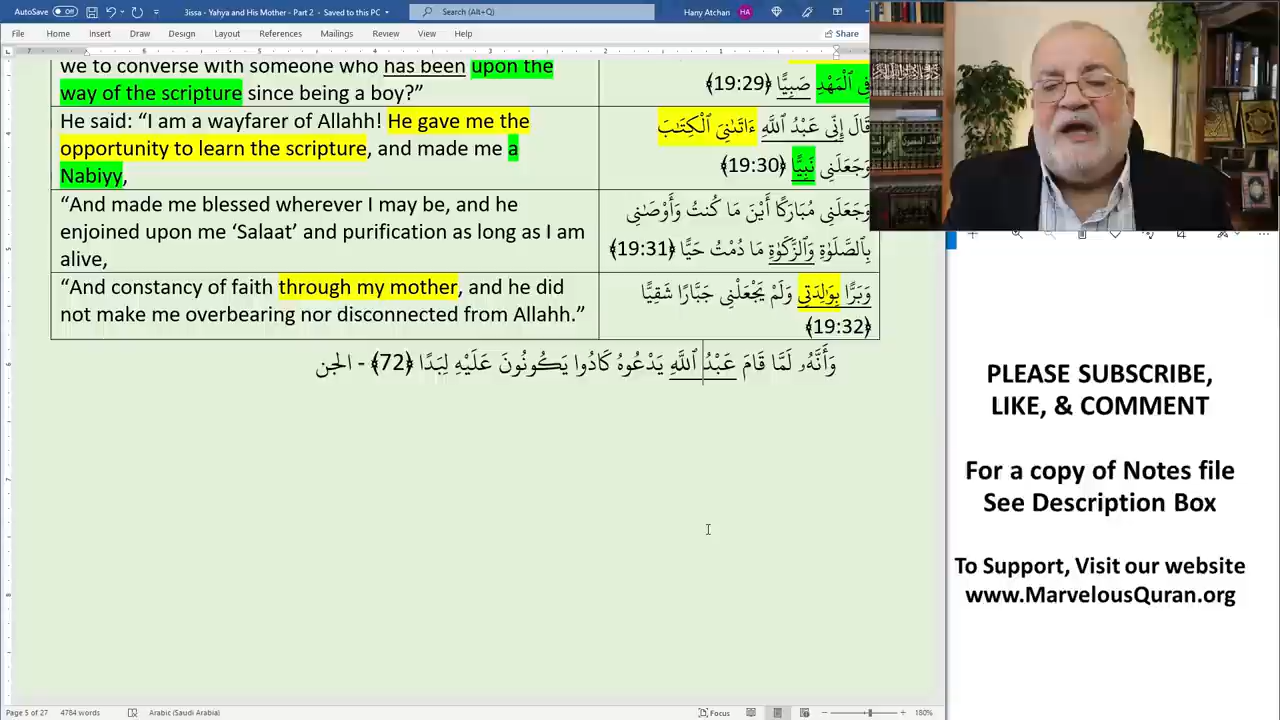 AutoSave Off
3issa - Yahya and His Mother - Part 2 - Saved to this PC
Search (Alt+Q)
Hany Atchan HA
File Home Insert Draw Design Layout References Mailings Review View Help
Share
we to converse with someone who has been upon the
way of the scripture since being a boy?”
فِى ٱلْمَهْدِ صَبِيًّا ﴿19:29﴾
He said: “I am a wayfarer of Allahh! He gave me the
opportunity to learn the scripture, and made me a
Nabiyy,
قَالَ إِنِّى عَبْدُ ٱللَّهِ ءَاتَىٰنِىَ ٱلْكِتَٰبَ
وَجَعَلَنِى نَبِيًّا ﴿19:30﴾
“And made me blessed wherever I may be, and he
enjoined upon me ‘Salaat’ and purification as long as I am
alive,
وَجَعَلَنِى مُبَارَكًا أَيْنَ مَا كُنتُ وَأَوْصَٰنِى
بِٱلصَّلَوٰةِ وَٱلزَّكَوٰةِ مَا دُمْتُ حَيًّا ﴿19:31﴾
“And constancy of faith through my mother, and he did
not make me overbearing nor disconnected from Allahh.”
وَبَرًّۢا بِوَٰلِدَتِى وَلَمْ يَجْعَلْنِى جَبَّارًا شَقِيًّا
﴿19:32﴾
وَأَنَّهُۥ لَمَّا قَامَ عَبْدُ ٱللَّهِ يَدْعُوهُ كَادُوا يَكُونُونَ عَلَيْهِ لِبَدًا ﴿72﴾ - الجن
PLEASE SUBSCRIBE,
LIKE, & COMMENT
For a copy of Notes file
See Description Box
To Support, Visit our website
www.MarvelousQuran.org
Page 5 of 27 4784 words Arabic (Saudi Arabia)
Focus
180%